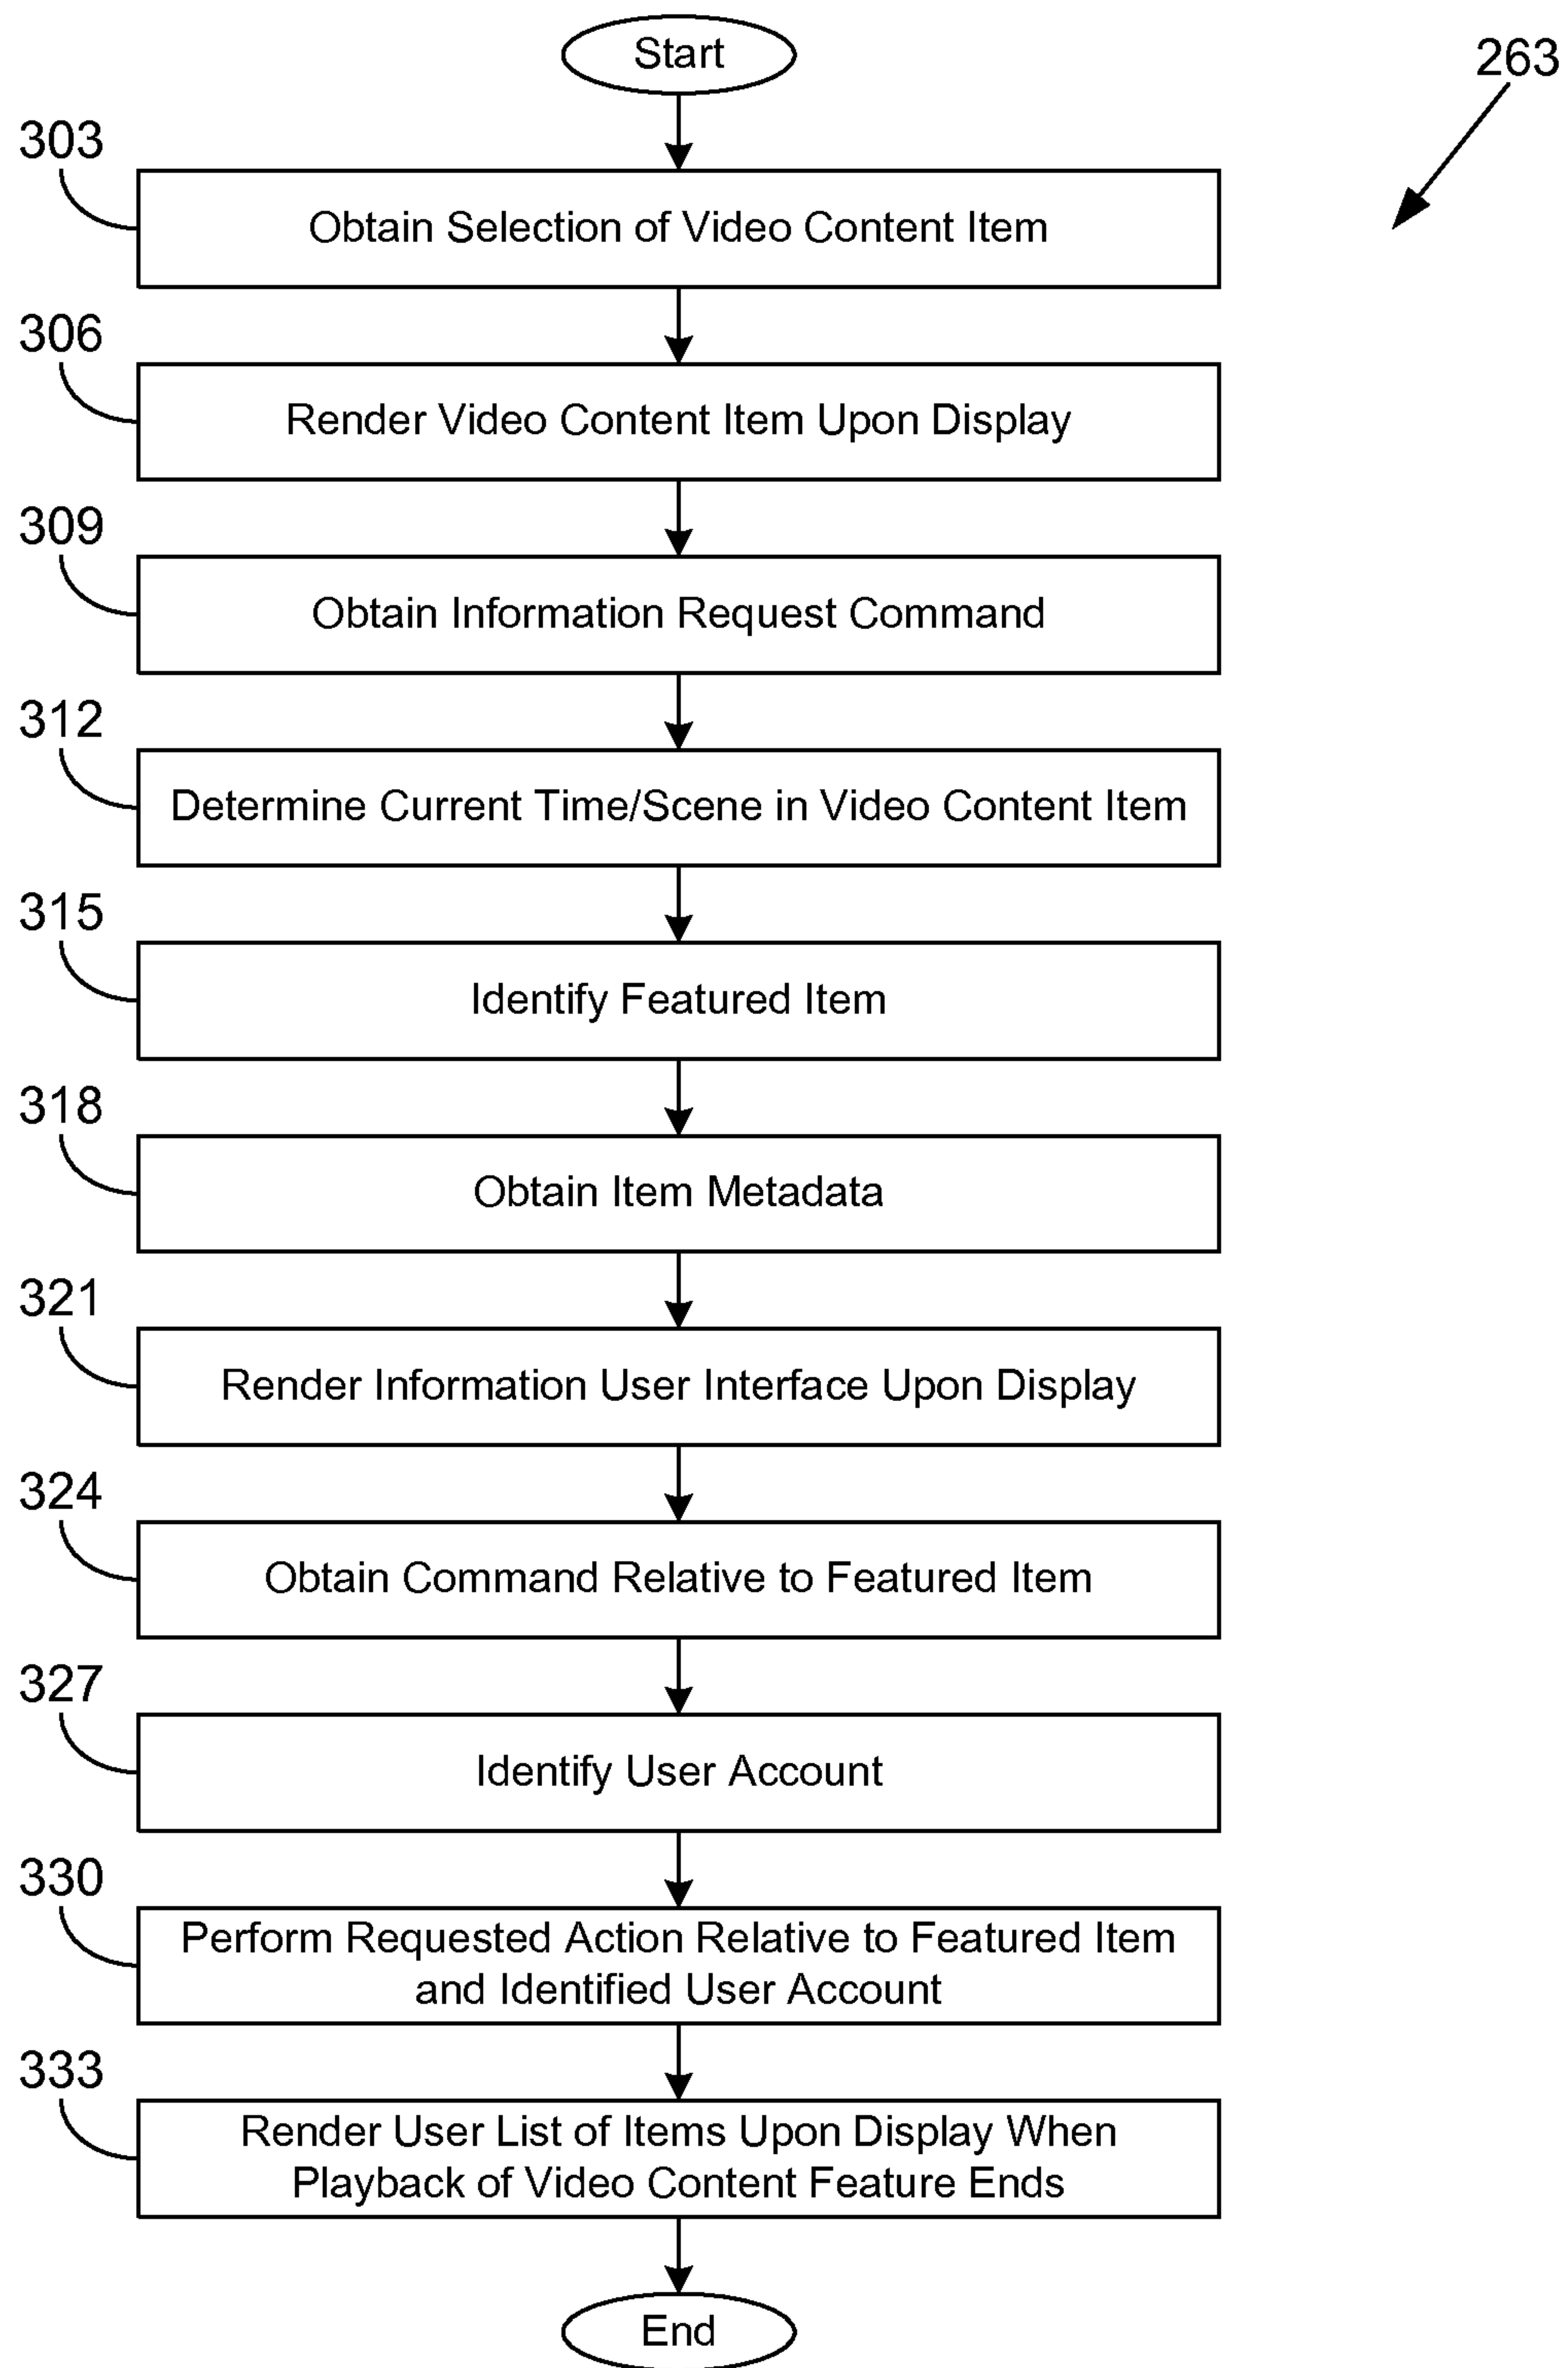 Start
263
303
Obtain Selection of Video Content Item
306
Render Video Content Item Upon Display
309
Obtain Information Request Command
312
Determine Current Time/Scene in Video Content Item
315
Identify Featured Item
318
Obtain Item Metadata
321
Render Information User Interface Upon Display
324
Obtain Command Relative to Featured Item
327
Identify User Account
330
Perform Requested Action Relative to Featured Item
and Identified User Account
333
Render User List of Items Upon Display When
Playback of Video Content Feature Ends
End